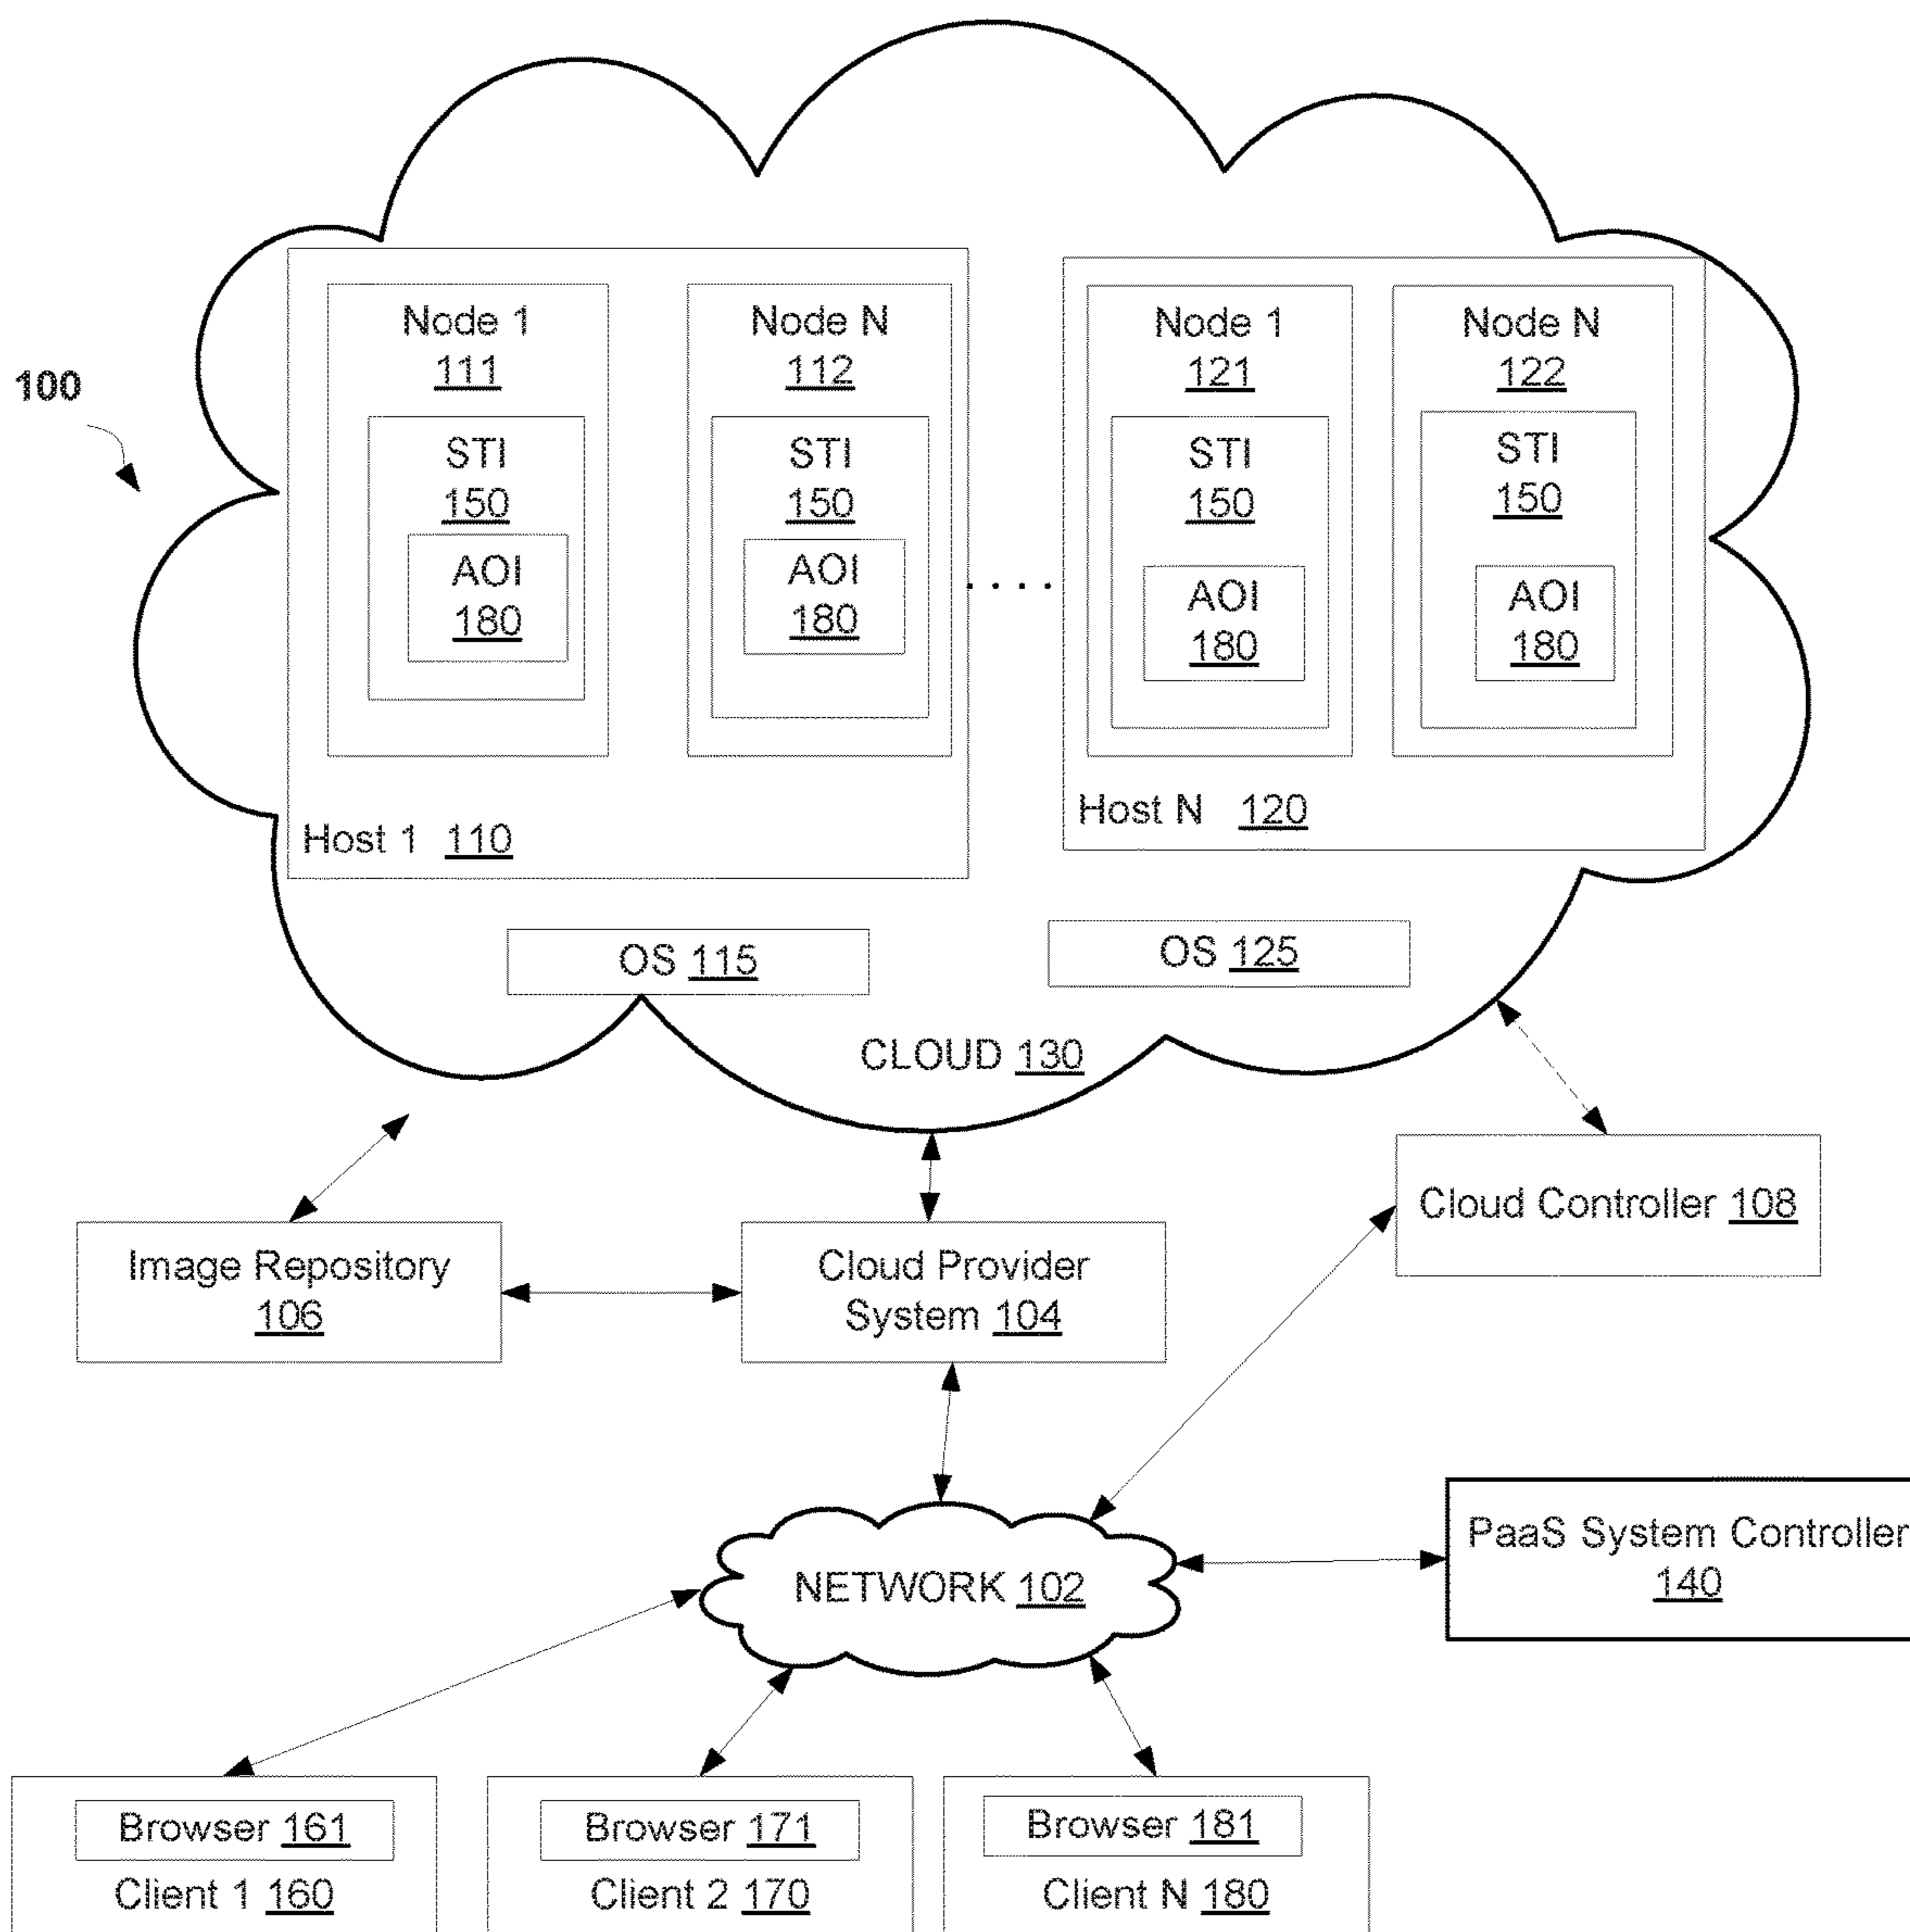 100
Node 1
111
STI
150
AOI
180
Node N
112
STI
150
AOI
180
Host 1 110
. . . .
Node 1
121
STI
150
AOI
180
Node N
122
STI
150
AOI
180
Host N 120
OS 115
OS 125
CLOUD 130
Image Repository
106
Cloud Provider
System 104
Cloud Controller 108
NETWORK 102
PaaS System Controller
140
Browser 161
Client 1 160
Browser 171
Client 2 170
Browser 181
Client N 180